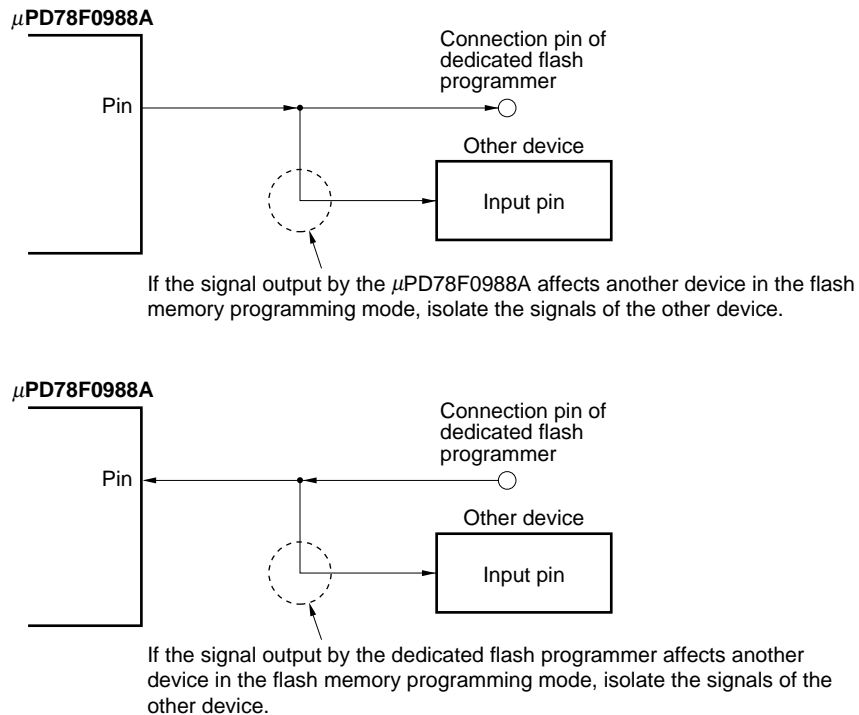 μPD78F0988A
Connection pin of
dedicated flash
programmer
Pin
Other device
Input pin
If the signal output by the μPD78F0988A affects another device in the flash
memory programming mode, isolate the signals of the other device.
μPD78F0988A
Connection pin of
dedicated flash
programmer
Pin
Other device
Input pin
If the signal output by the dedicated flash programmer affects another
device in the flash memory programming mode, isolate the signals of the
other device.